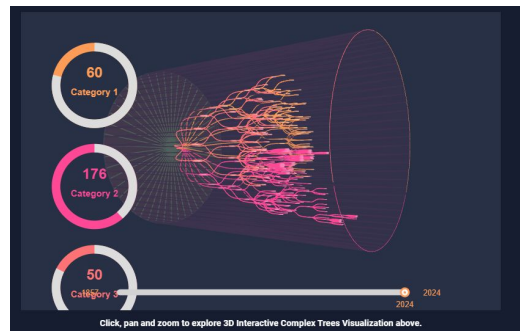 60
Category 1
176
Category 2
50
Category 3
1857
2024
2024
Click, pan and zoom to explore 3D Interactive Complex Trees Visualization above.